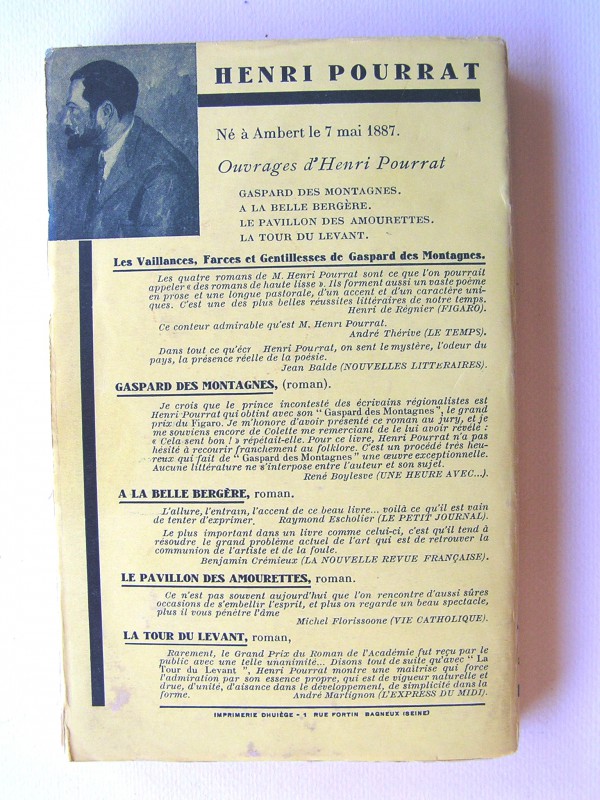 HENRI POURRAT
Né à Ambert le 7 mai 1887.
Ouvrages d'Henri Pourrat
GASPARD DES MONTAGNES.
A LA BELLE BERGÈRE.
LE PAVILLON DES AMOURETTES.
LA TOUR DU LEVANT.
Les Vaillances, Farces et Gentillesses de Gaspard des Montagnes.
Les quatre romans de M. Henri Pourrat sont ce que l'on pourrait
appeler « des romans de haute lisse ». Ils forment aussi un vaste poème
en prose et une longue pastorale, d'un accent et d'un caractère uni-
ques. C'est une des plus belles réussites littéraires de notre temps.
Henri de Régnier (FIGARO).
Ce conteur admirable qu'est M. Henri Pourrat.
André Thérive (LE TEMPS).
Dans tout ce qu'écr Henri Pourrat, on sent le mystère, l'odeur du
pays, la présence réelle de la poésie.
Jean Balde (NOUVELLES LITTERAIRES).
GASPARD DES MONTAGNES, (roman).
Je crois que le prince incontesté des écrivains régionalistes est
Henri Pourrat qui obtint avec son "Gaspard des Montagnes", le grand
prix du Figaro. Je m'honore d'avoir présenté ce roman au jury, et je
me souviens encore de Colette me remerciant de le lui avoir révélé :
« Cela sent bon ! » répétait-elle. Pour ce livre, Henri Pourrat n'a pas
hésité à recourir franchement au folklore. C'est un procédé très heu-
reux qui fait de "Gaspard des Montagnes" une œuvre exceptionnelle.
Aucune littérature ne s'interpose entre l'auteur et son sujet.
René Boylesve (UNE HEURE AVEC...).
A LA BELLE BERGÈRE, roman.
L'allure, l'entrain, l'accent de ce beau livre... voilà ce qu'il est vain
de tenter d'exprimer. Raymond Escholier (LE PETIT JOURNAL).
Le plus important dans un livre comme celui-ci, c'est qu'il tend à
résoudre le grand problème actuel de l'art qui est de retrouver la
communion de l'artiste et de la foule.
Benjamin Crémieux (LA NOUVELLE REVUE FRANÇAISE).
LE PAVILLON DES AMOURETTES, roman.
Ce n'est pas souvent aujourd'hui que l'on rencontre d'aussi sûres
occasions de s'embellir l'esprit, et plus on regarde un beau spectacle,
plus il vous pénètre l'âme
Michel Florissoone (VIE CATHOLIQUE).
LA TOUR DU LEVANT, roman,
Rarement, le Grand Prix du Roman de l'Académie fut reçu par le
public avec une telle unanimité... Disons tout de suite qu'avec "La
Tour du Levant", Henri Pourrat montre une maîtrise qui force
l'admiration par son essence propre, qui est de vigueur naturelle et
drue, d'unité, d'aisance dans le développement, de simplicité dans la
forme. André Martignon (L'EXPRESS DU MIDI).
IMPRIMERIE DHUIÈGE - 1 RUE FORTIN BAGNEUX (SEINE)